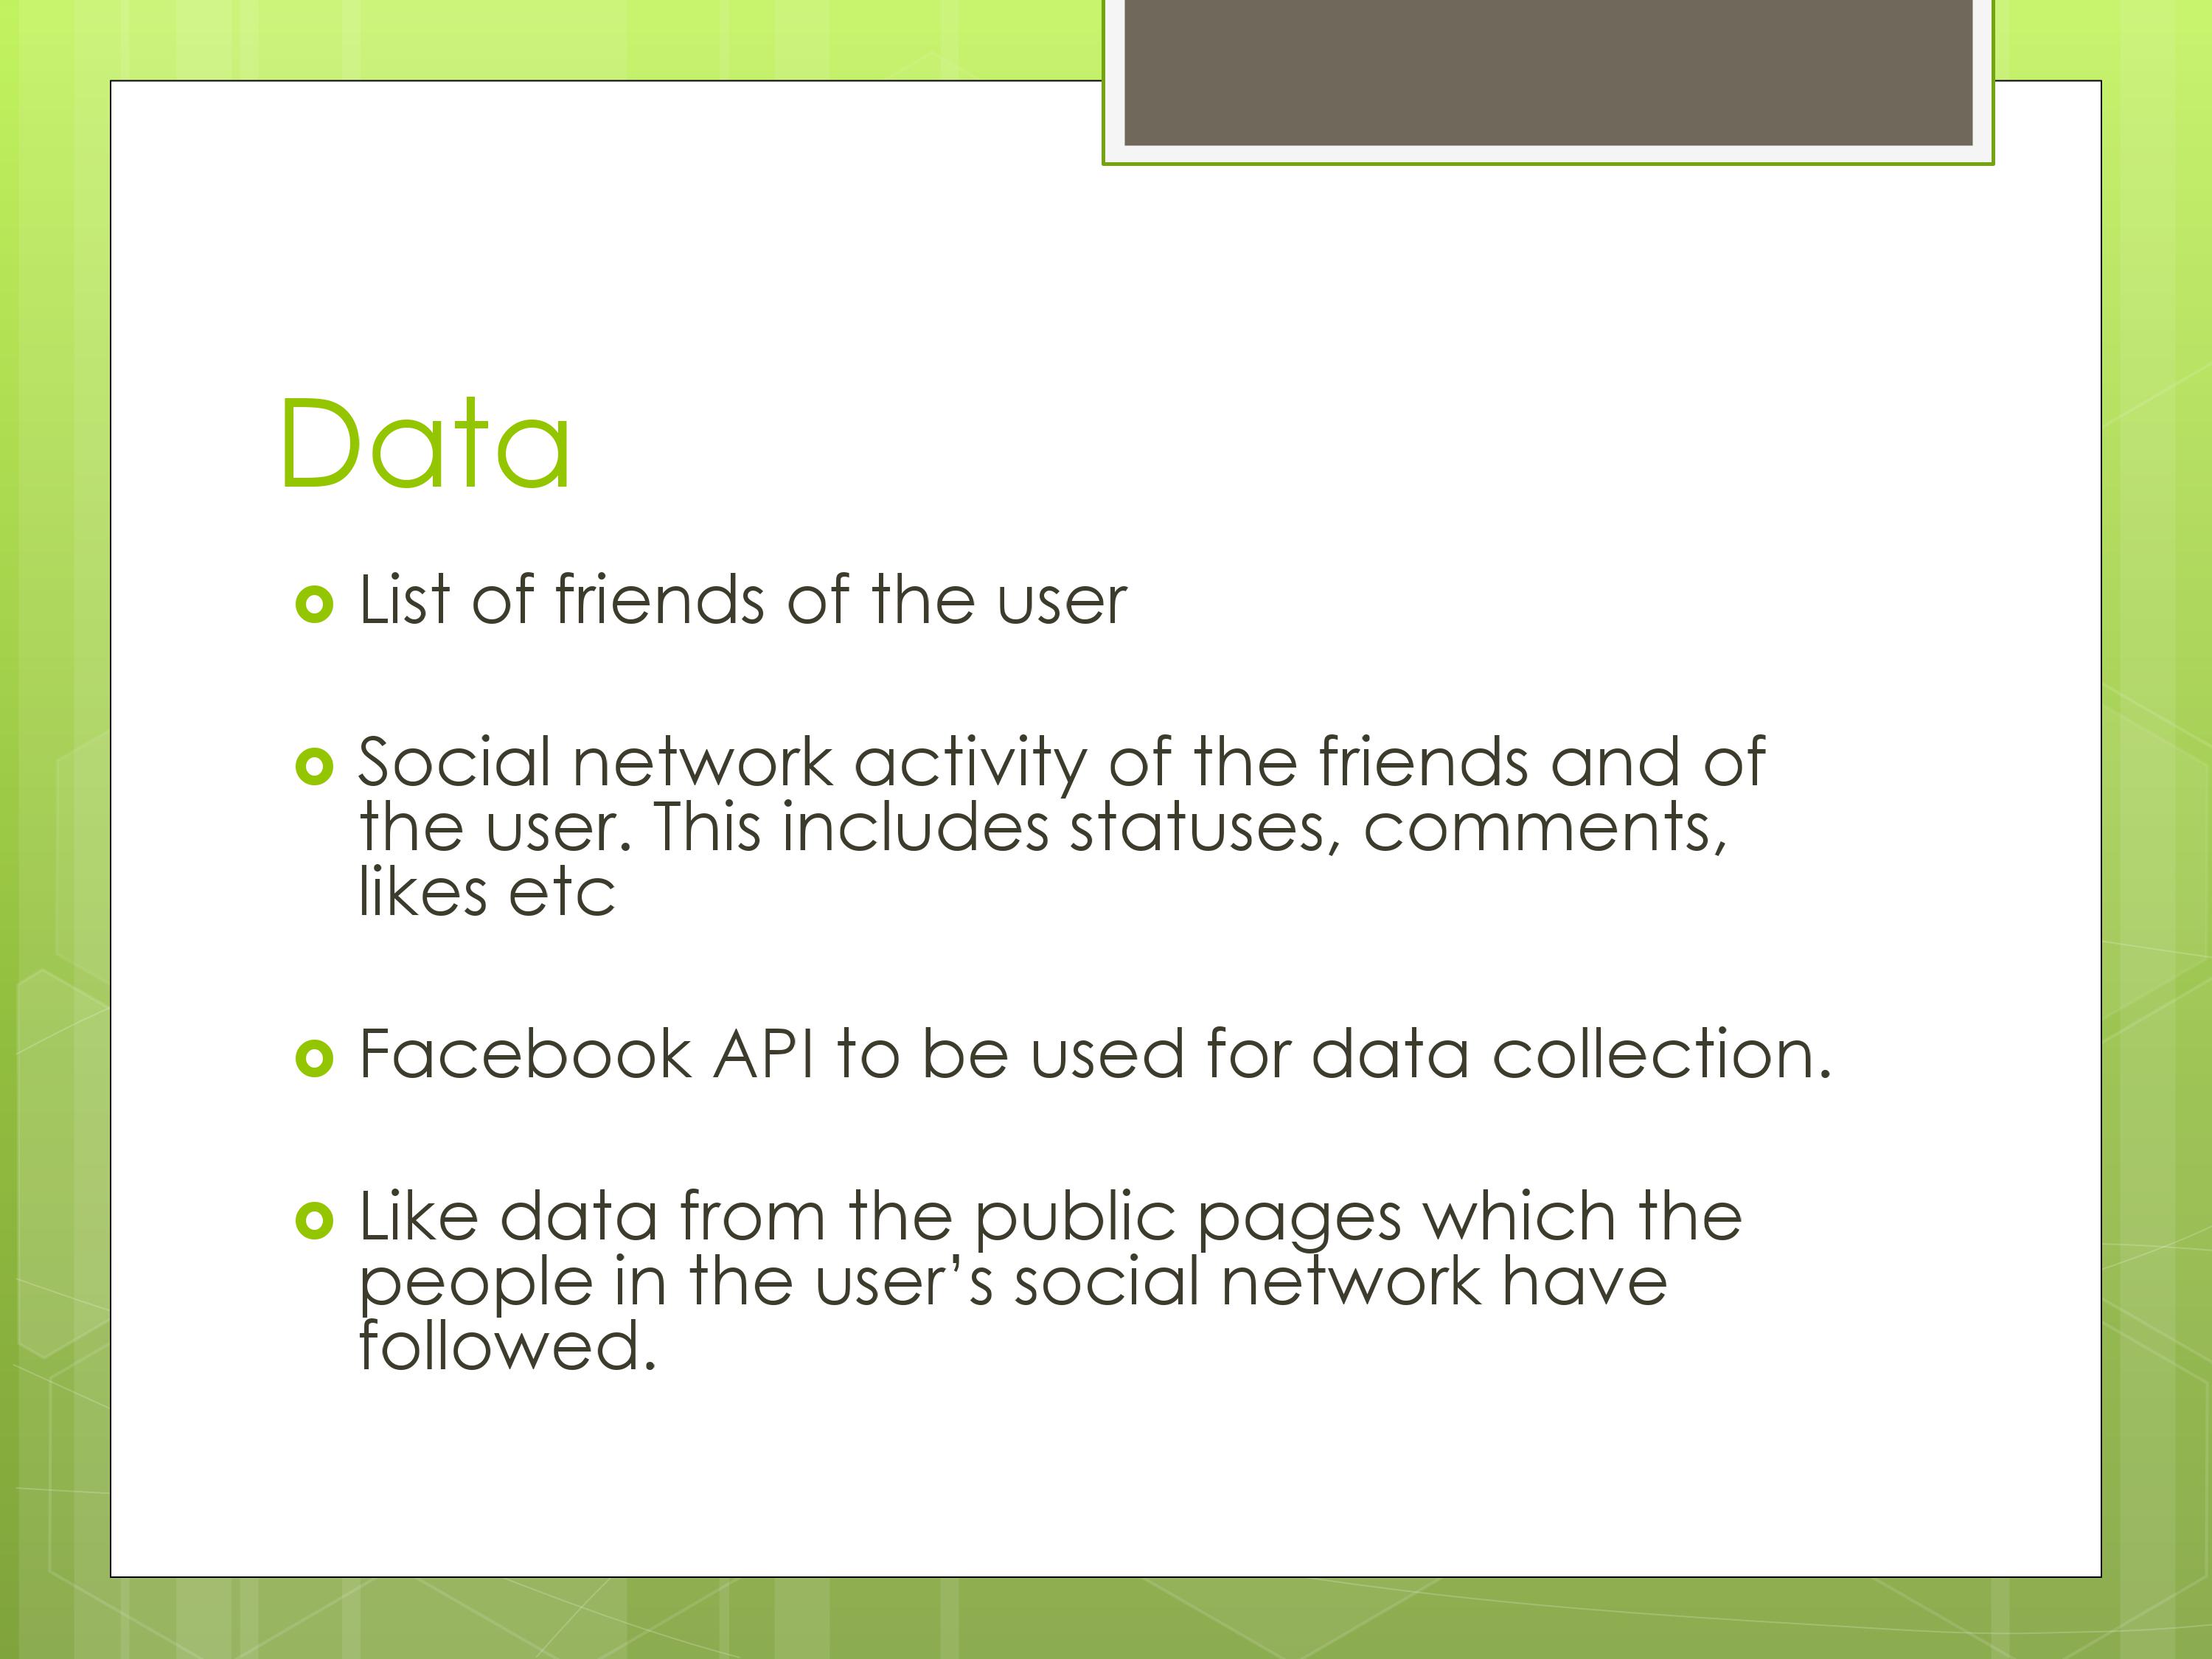 Data
List of friends of the user
Social network activity of the friends and of
the user. This includes statuses, comments,
likes etc
Facebook API to be used for data collection.
Like data from the public pages which the
people in the user’s social network have
followed.